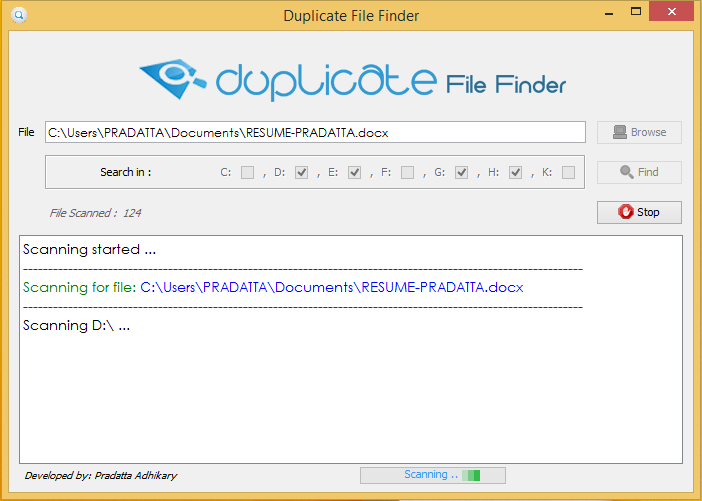 Duplicate File Finder
duplicate File Finder
File C:\Users\PRADATTA\Documents\RESUME-PRADATTA.docx Browse
Search in : C: , D: , E: , F: , G: , H: , K: Find
File Scanned : 124 Stop
Scanning started ...
--------------------------------------------------------------------------------
Scanning for file: C:\Users\PRADATTA\Documents\RESUME-PRADATTA.docx
--------------------------------------------------------------------------------
Scanning D:\ ...
Developed by: Pradatta Adhikary Scanning ..